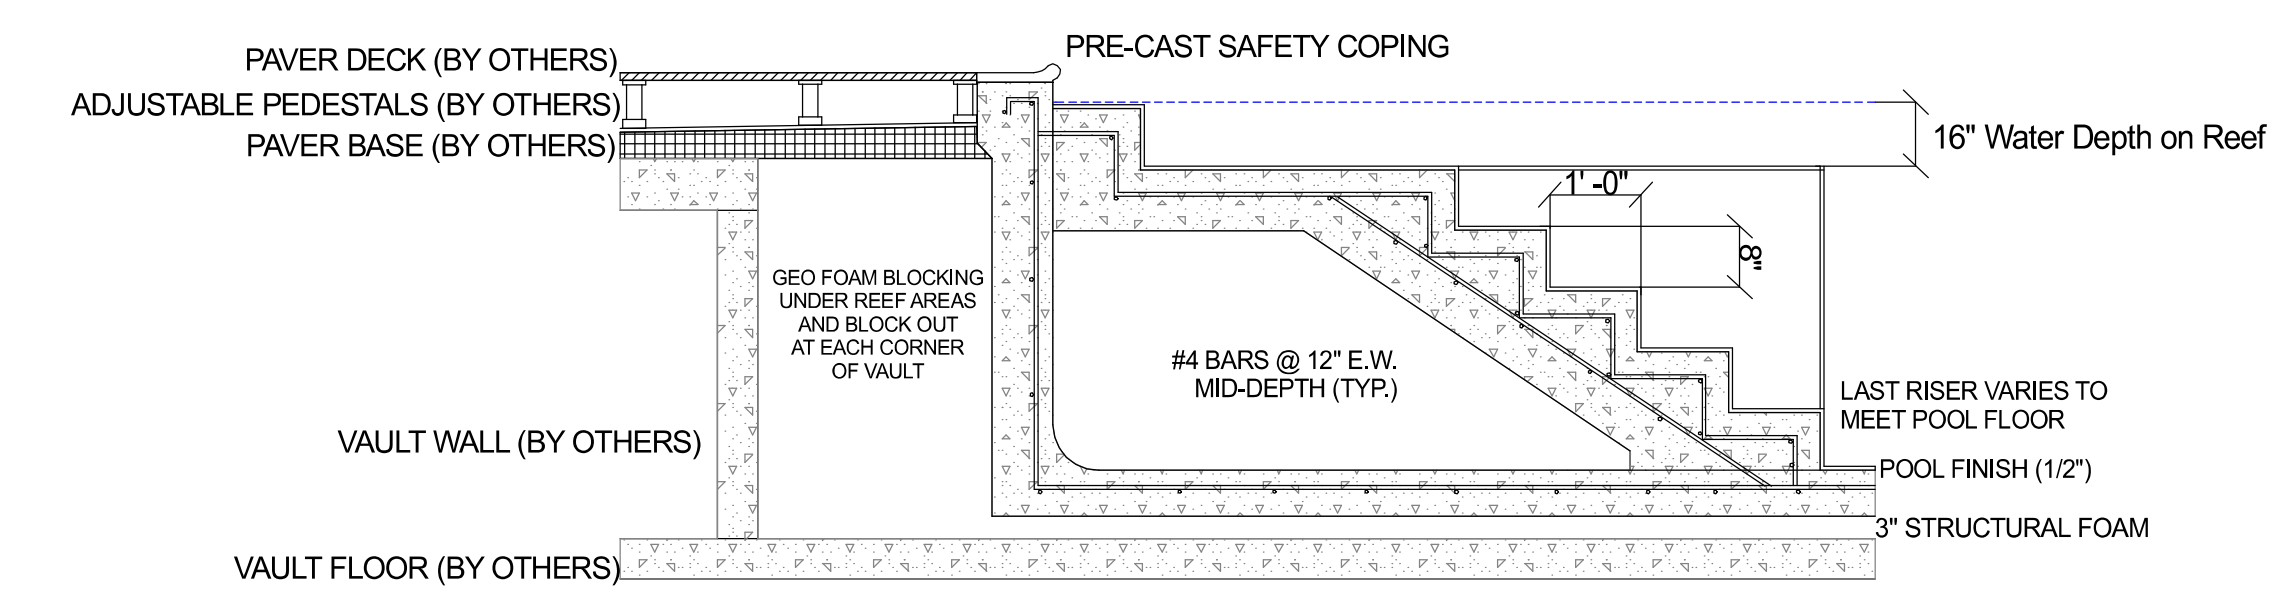 PRE-CAST SAFETY COPING
PAVER DECK (BY OTHERS)
ADJUSTABLE PEDESTALS (BY OTHERS)
PAVER BASE (BY OTHERS)
16" Water Depth on Reef
1' -0"
8"
GEO FOAM BLOCKING
UNDER REEF AREAS
AND BLOCK OUT
AT EACH CORNER
OF VAULT
#4 BARS @ 12" E.W.
MID-DEPTH (TYP.)
LAST RISER VARIES TO
MEET POOL FLOOR
VAULT WALL (BY OTHERS)
POOL FINISH (1/2")
3" STRUCTURAL FOAM
VAULT FLOOR (BY OTHERS)